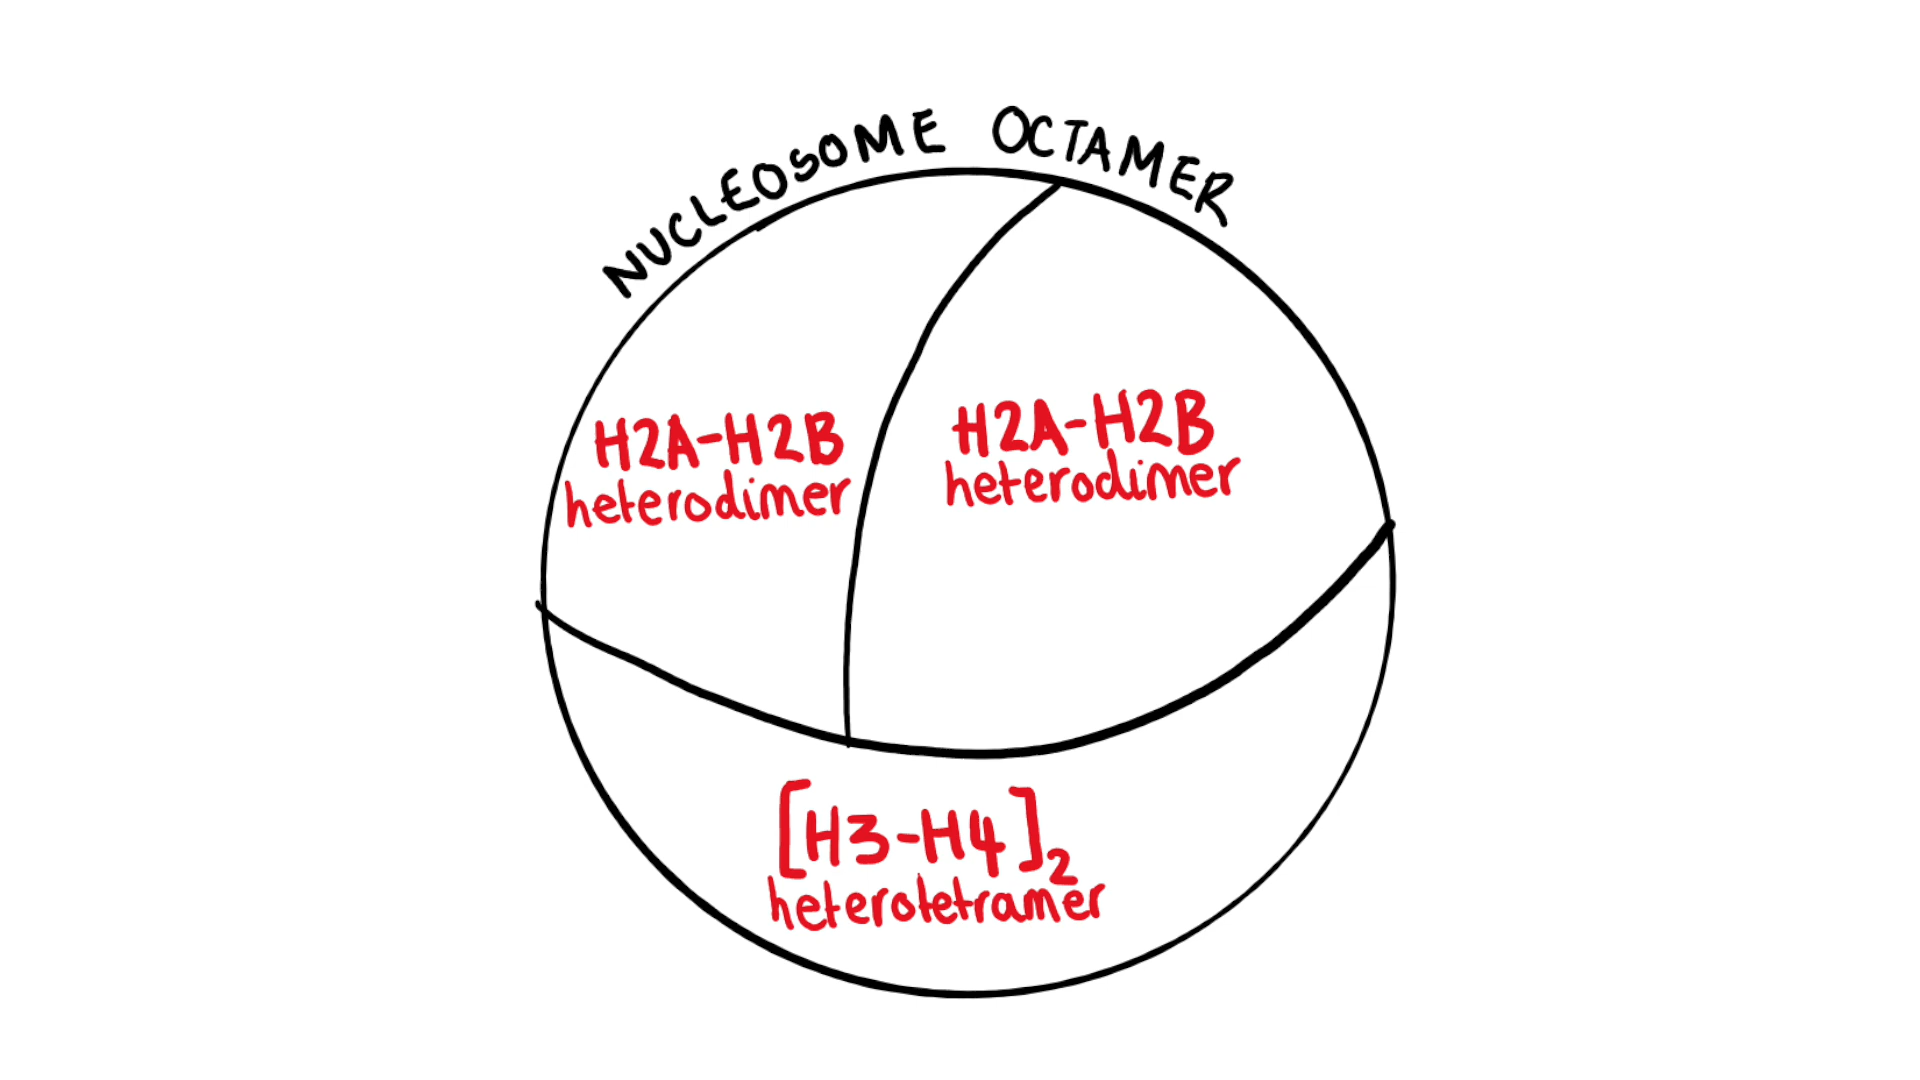 NUCLEOSOME OCTAMER
H2A-H2B
heterodimer
H2A-H2B
heterodimer
[H3-H4]2
heterotetramer